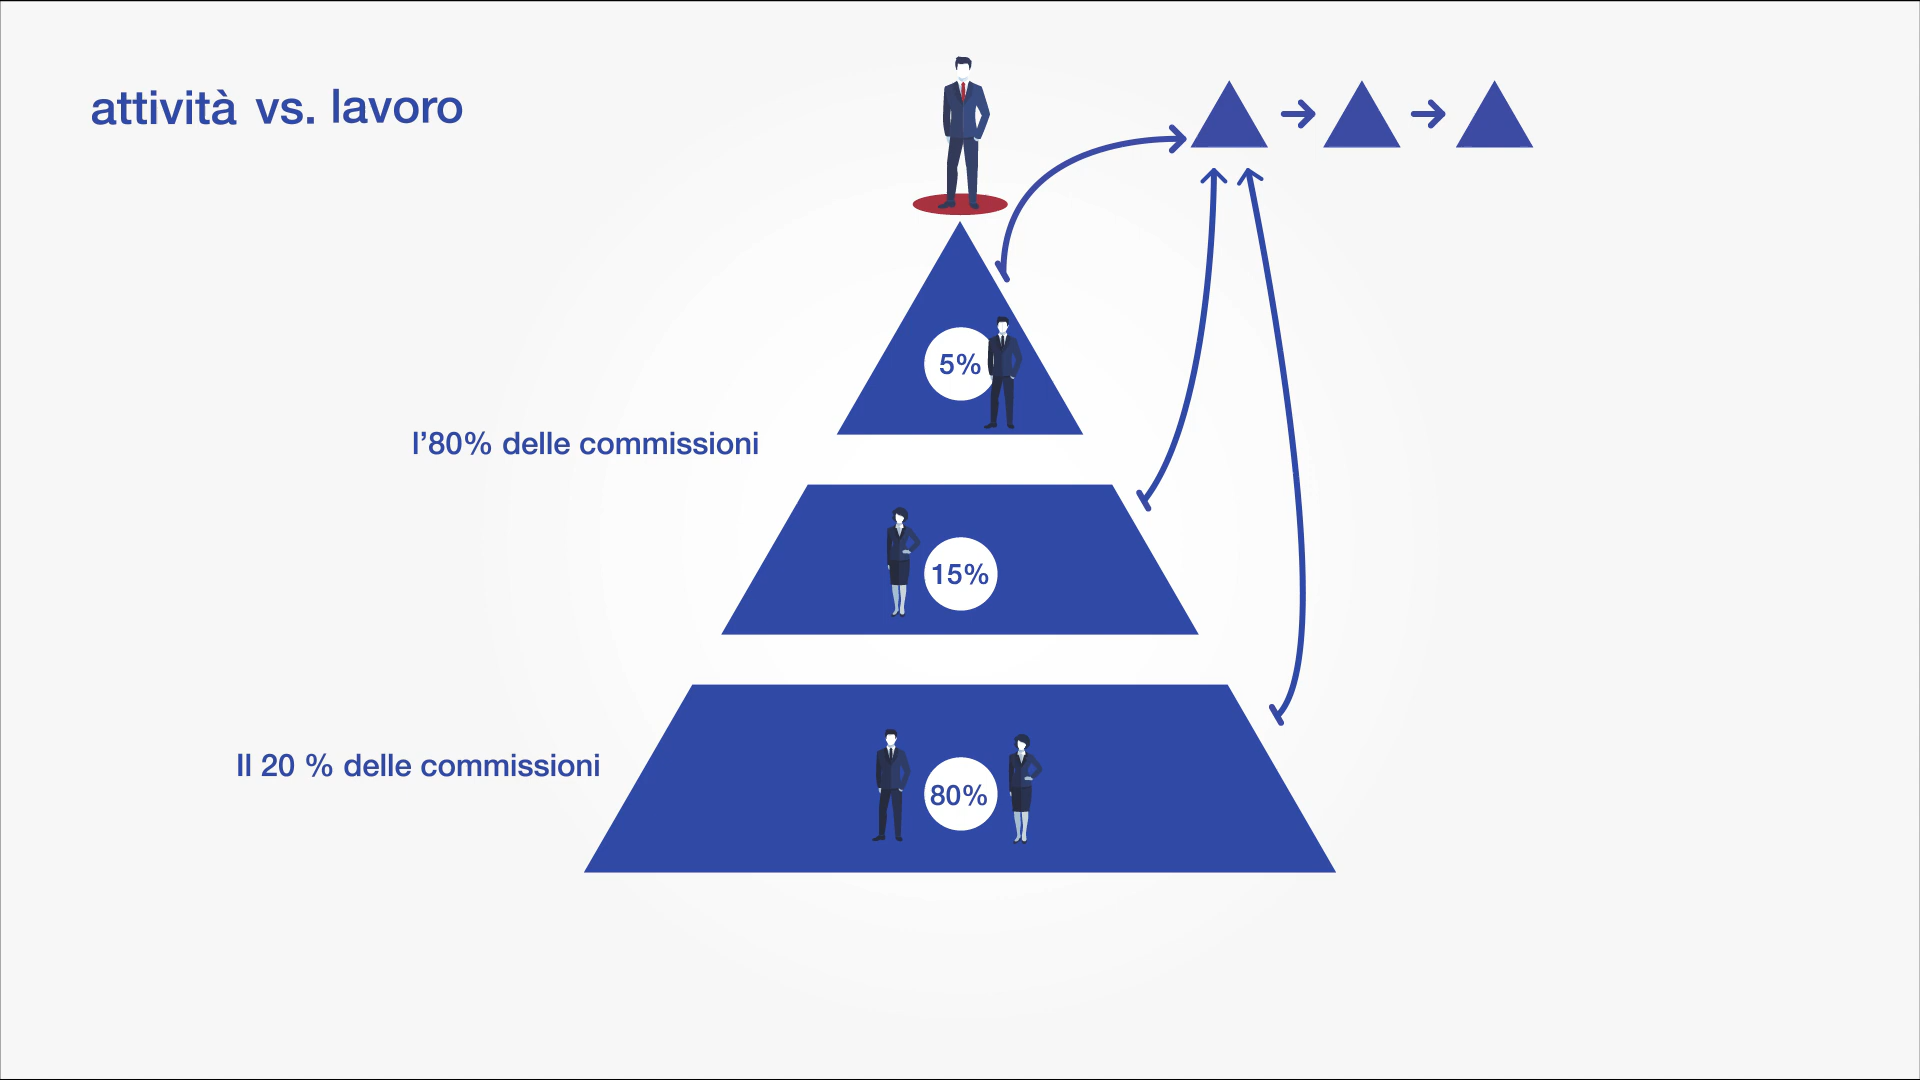 attività vs. lavoro
5%
l’80% delle commissioni
15%
Il 20 % delle commissioni
80%